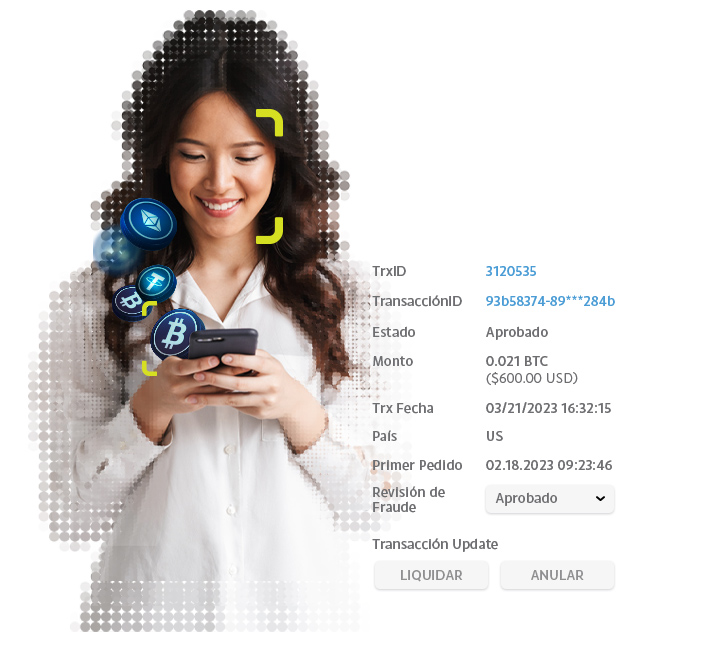 TrxID 3120535
TransacciónID 93b58374-89***284b
Estado Aprobado
Monto 0.021 BTC
($600.00 USD)
Trx Fecha 03/21/2023 16:32:15
País US
Primer Pedido 02.18.2023 09:23:46
Revisión de
Fraude
Aprobado
Transacción Update
LIQUIDAR ANULAR